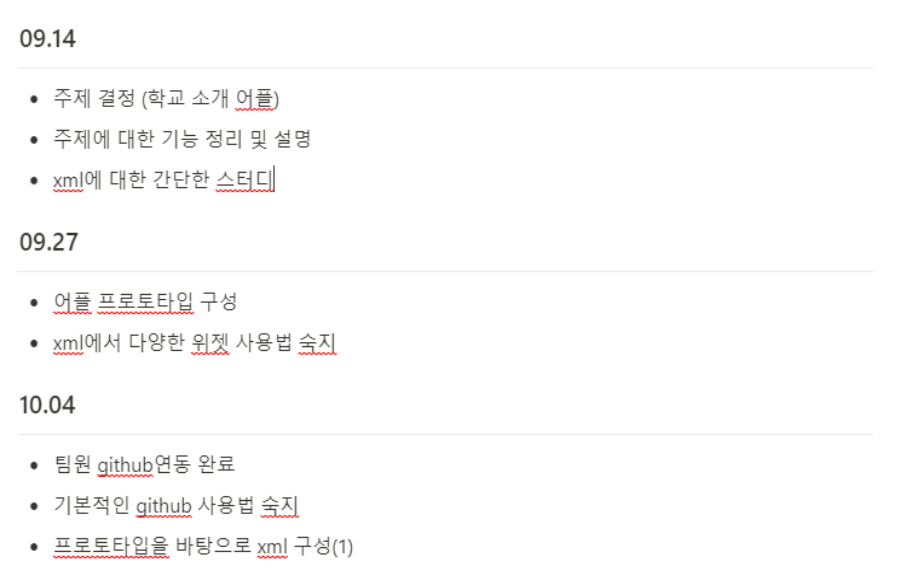 09.14
주제 결정 (학교 소개 어플)
주제에 대한 기능 정리 및 설명
xml에 대한 간단한 스터디
09.27
어플 프로토타입 구성
xml에서 다양한 위젯 사용법 숙지
10.04
팀원 github연동 완료
기본적인 github 사용법 숙지
프로토타입을 바탕으로 xml 구성(1)